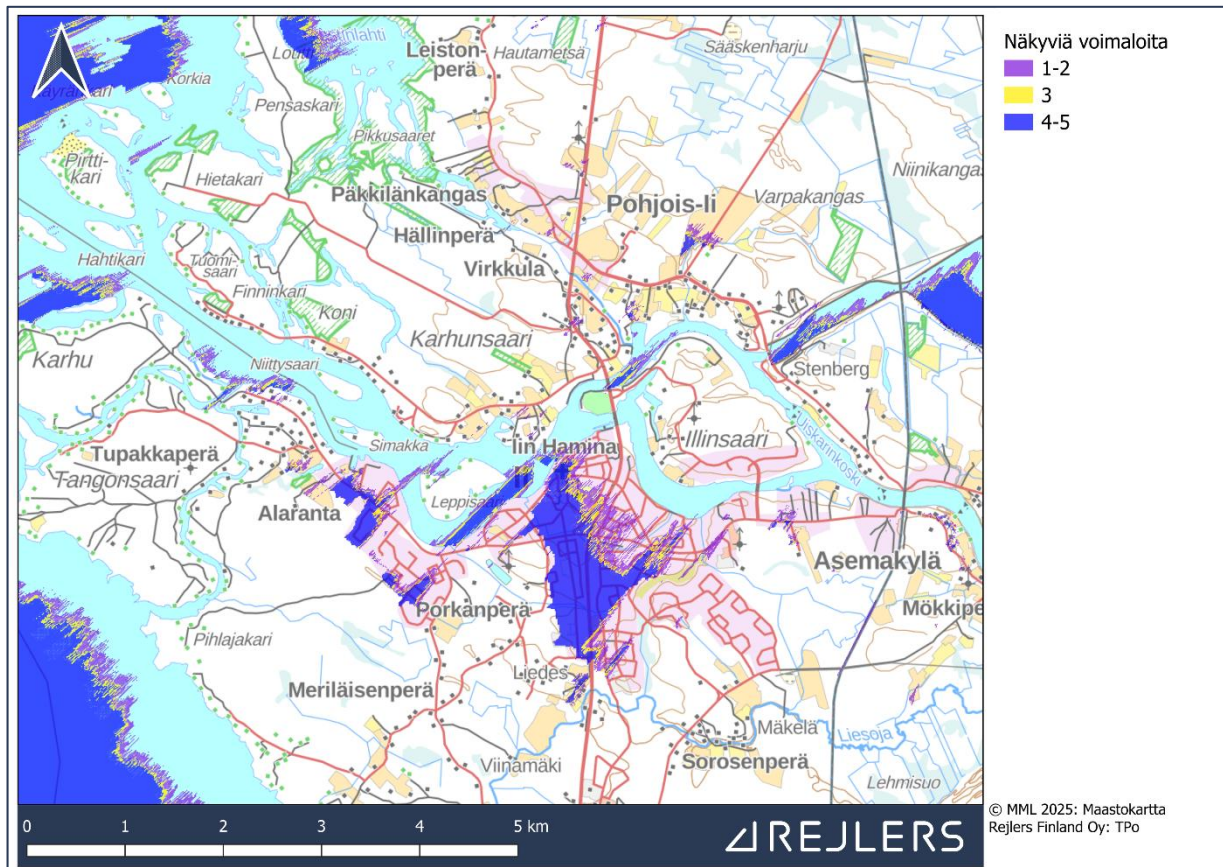 Näkyviä voimaloita
1-2
3
4-5
Leiston-
perä
Hautametsä
Sääskenharju
Korkia
Pensaskari
Pikkusaaret
Niinikangas
Pirtti-
kari
Hietakari
Päkkilänkangas
Pohjois-Ii
Varpakangas
Hällinperä
Tuomi-
saari
Virkkula
Hahtikari
Finninkari
Koni
Karhu
Karhunsaari
Niittysaari
Stenberg
Simakka
Iin Hamina
Illinsaari
Uiskarinkoski
Tupakkaperä
Tangonsaari
Leppisaari
Alaranta
Asemakylä
Porkanperä
Mökkipe
Pihlajakari
Liedes
Meriläisenperä
Mäkelä
Liesoja
Viinamäki
Sorosenperä
Lehmisuo
0 1 2 3 4 5 km
REJLERS
© MML 2025: Maastokartta
Rejlers Finland Oy: TPo